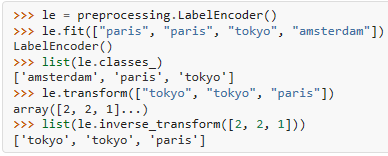 >>> le = preprocessing.LabelEncoder()
>>> le.fit(["paris", "paris", "tokyo", "amsterdam"])
LabelEncoder()
>>> list(le.classes_)
['amsterdam', 'paris', 'tokyo']
>>> le.transform(["tokyo", "tokyo", "paris"])
array([2, 2, 1]...)
>>> list(le.inverse_transform([2, 2, 1]))
['tokyo', 'tokyo', 'paris']